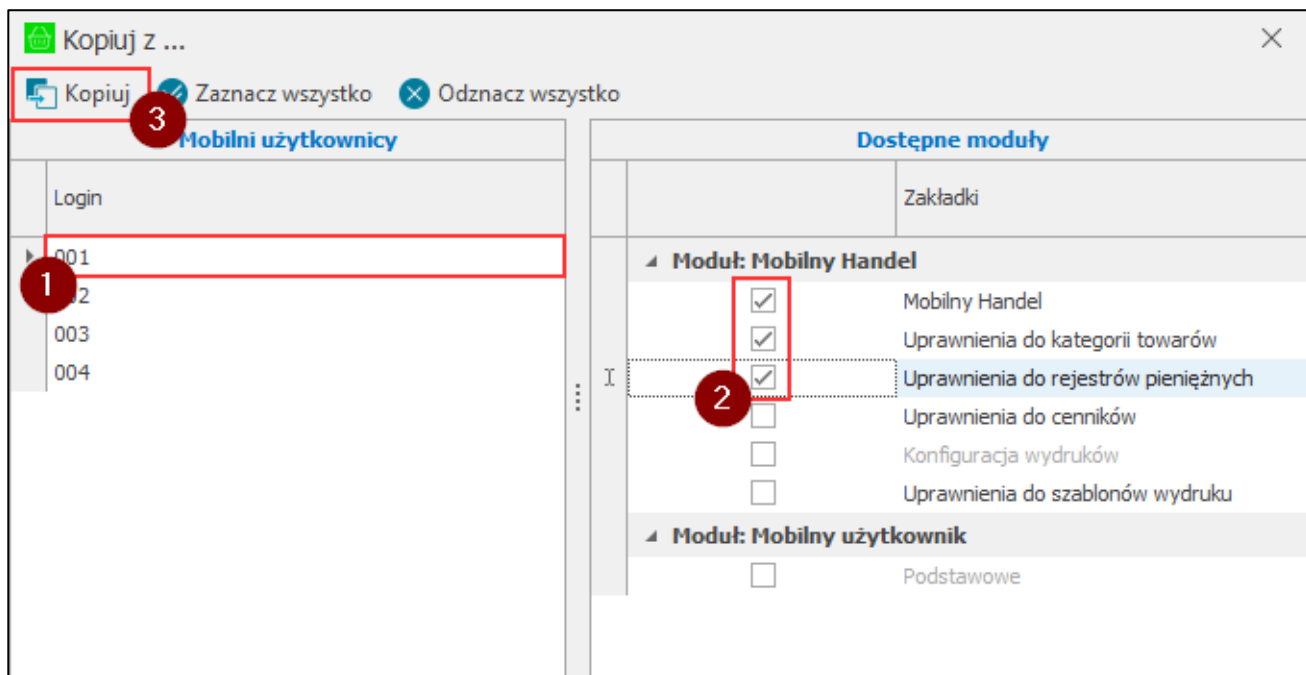 Kopiuj z ...
Kopiuj Zaznacz wszystko Odznacz wszystko
3
Mobilni użytkownicy Dostępne moduły
Login Zakładki
001
1
02
003
004
Moduł: Mobilny Handel
Mobilny Handel
Uprawnienia do kategorii towarów
Uprawnienia do rejestrów pieniężnych
2
Uprawnienia do cenników
Konfiguracja wydruków
Uprawnienia do szablonów wydruku
Moduł: Mobilny użytkownik
Podstawowe